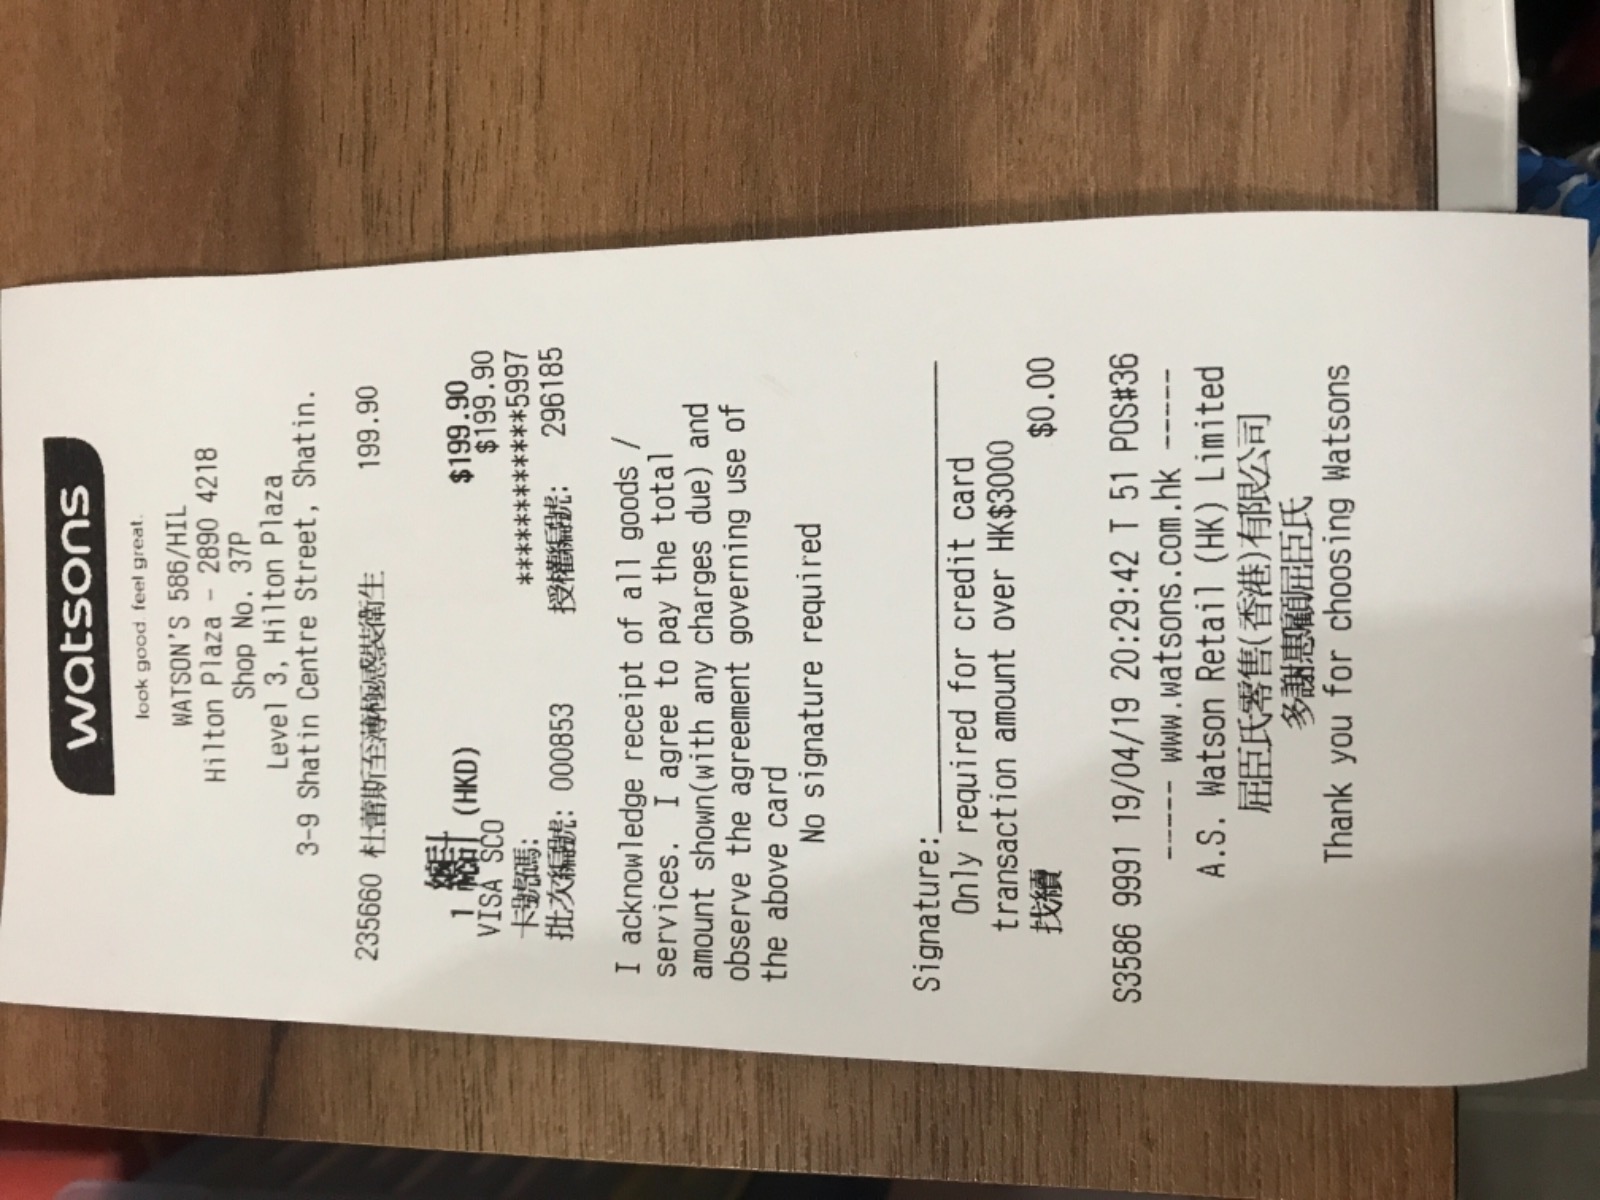 watsons
look good. feel great.
WATSON'S 586/HIL
Hilton Plaza - 2890 4218
Shop No. 37P
Level 3, Hilton Plaza
3-9 Shatin Centre Street, Shatin.
235660 杜蕾斯至薄極感裝衛生 199.90
1 總計 (HKD) $199.90
VISA SCO $199.90
卡號碼: ************5997
批次編號: 000853 授權編號: 296185
I acknowledge receipt of all goods /
services. I agree to pay the total
amount shown(with any charges due) and
observe the agreement governing use of
the above card
No signature required
Signature:
Only required for credit card
transaction amount over HK$3000
找續 $0.00
S3586 9991 19/04/19 20:29:42 T 51 POS#36
----- www.watsons.com.hk -----
A.S. Watson Retail (HK) Limited
屈臣氏零售(香港)有限公司
多謝惠顧屈臣氏
Thank you for choosing Watsons